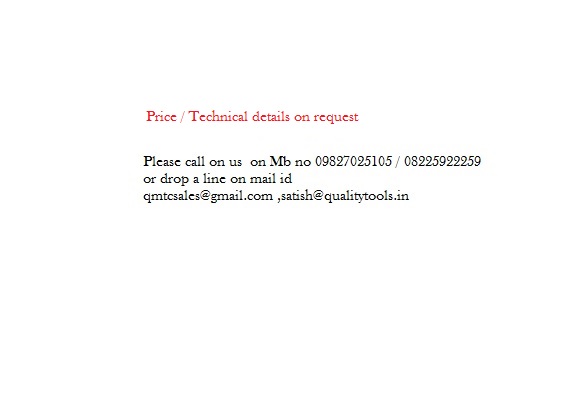 Price / Technical details on request
Please call on us  on Mb no 09827025105 / 08225922259
or drop a line on mail id
qmtcsales@gmail.com ,satish@qualitytools.in